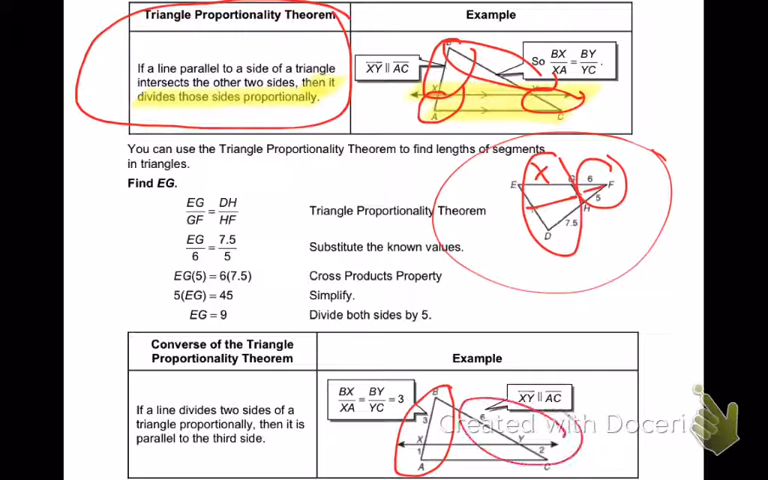 Triangle Proportionality Theorem
Example
If a line parallel to a side of a triangle
intersects the other two sides, then it
divides those sides proportionally.
XY || AC
B
X
A
C
So BX/XA = BY/YC.
You can use the Triangle Proportionality Theorem to find lengths of segments
in triangles.
Find EG.
EG/GF = DH/HF
Triangle Proportionality Theorem
EG/6 = 7.5/5
Substitute the known values.
EG(5) = 6(7.5)
Cross Products Property
5(EG) = 45
Simplify.
EG = 9
Divide both sides by 5.
X
E
G
6
F
5
H
7.5
D
Converse of the Triangle
Proportionality Theorem
Example
If a line divides two sides of a
triangle proportionally, then it is
parallel to the third side.
BX/XA = BY/YC = 3
XY || AC
B
3
6
X
Y
1
2
A
C
Created with Doceri